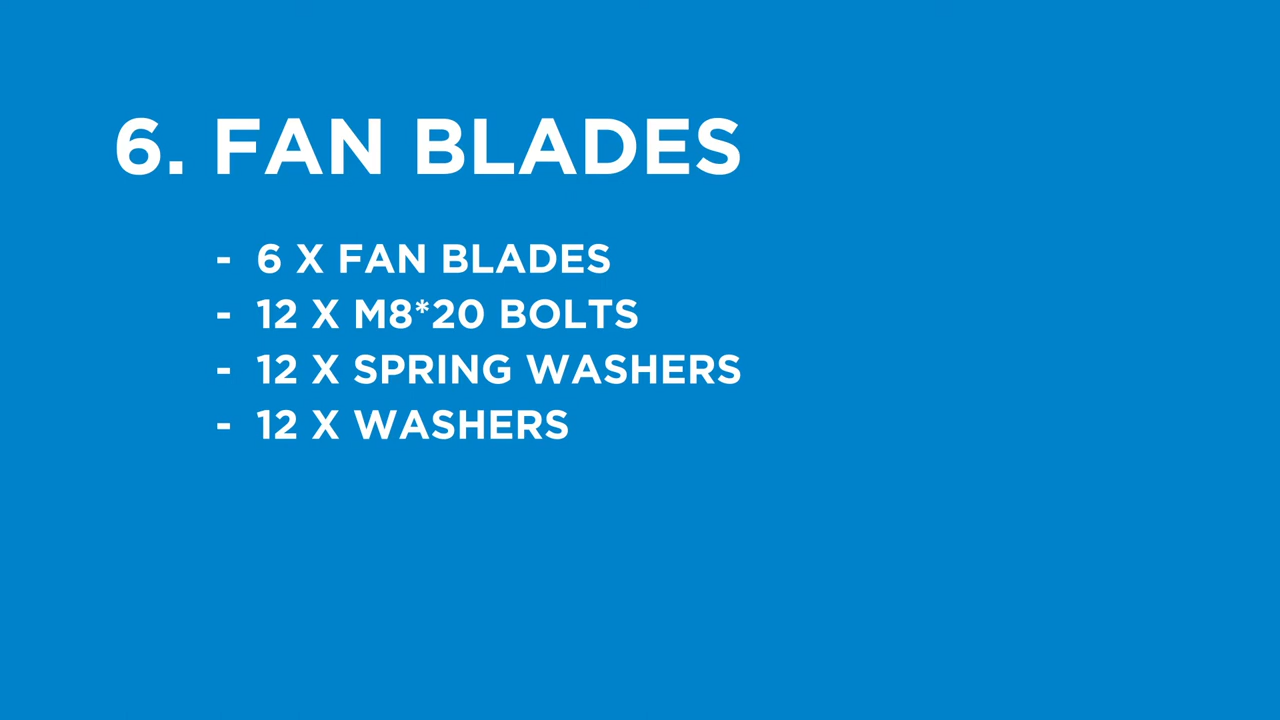 6. FAN BLADES
- 6 X FAN BLADES
- 12 X M8*20 BOLTS
- 12 X SPRING WASHERS
- 12 X WASHERS